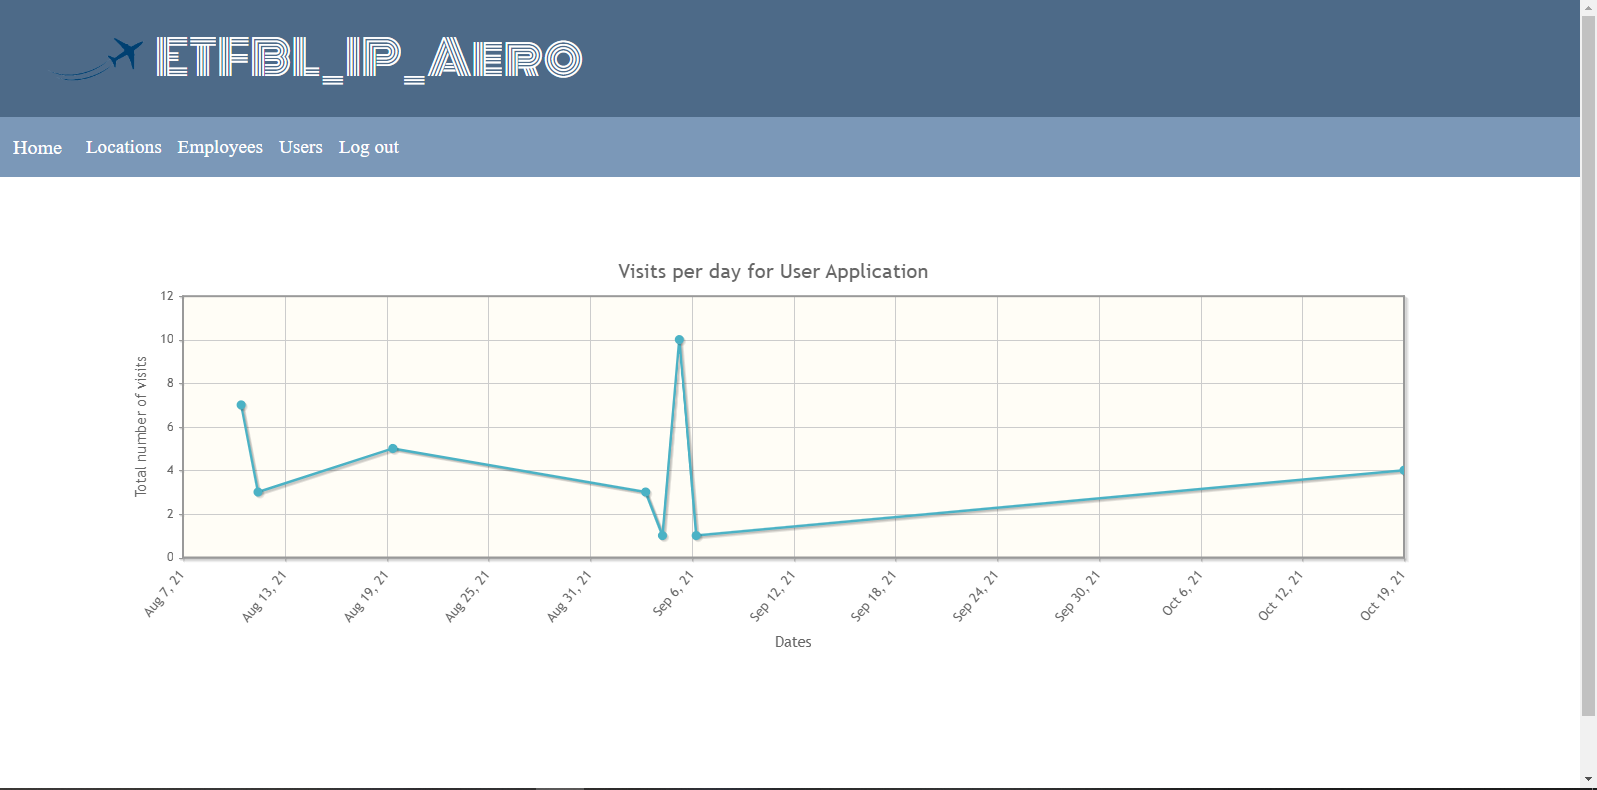 ETFBL_IP_AERO
Home Locations Employees Users Log out
Visits per day for User Application
12
10
8
6
4
2
0
Total number of visits
Aug 7, 21 Aug 13, 21 Aug 19, 21 Aug 25, 21 Aug 31, 21 Sep 6, 21 Sep 12, 21 Sep 18, 21 Sep 24, 21 Sep 30, 21 Oct 6, 21 Oct 12, 21 Oct 19, 21
Dates